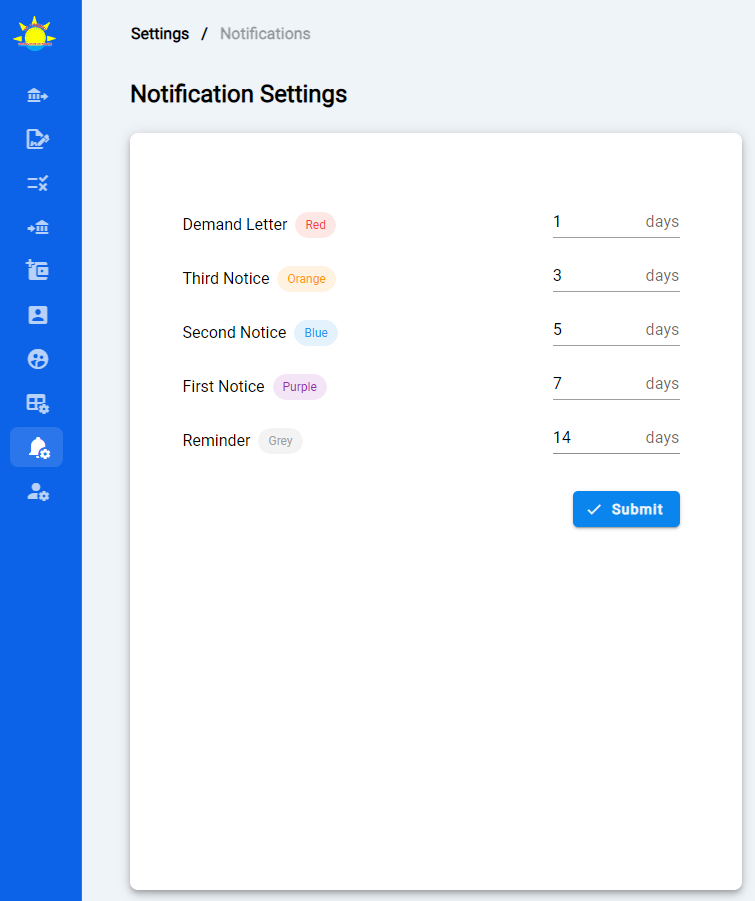 Settings / Notifications
Notification Settings
Demand Letter Red 1 days
Third Notice Orange 3 days
Second Notice Blue 5 days
First Notice Purple 7 days
Reminder Grey 14 days
Submit